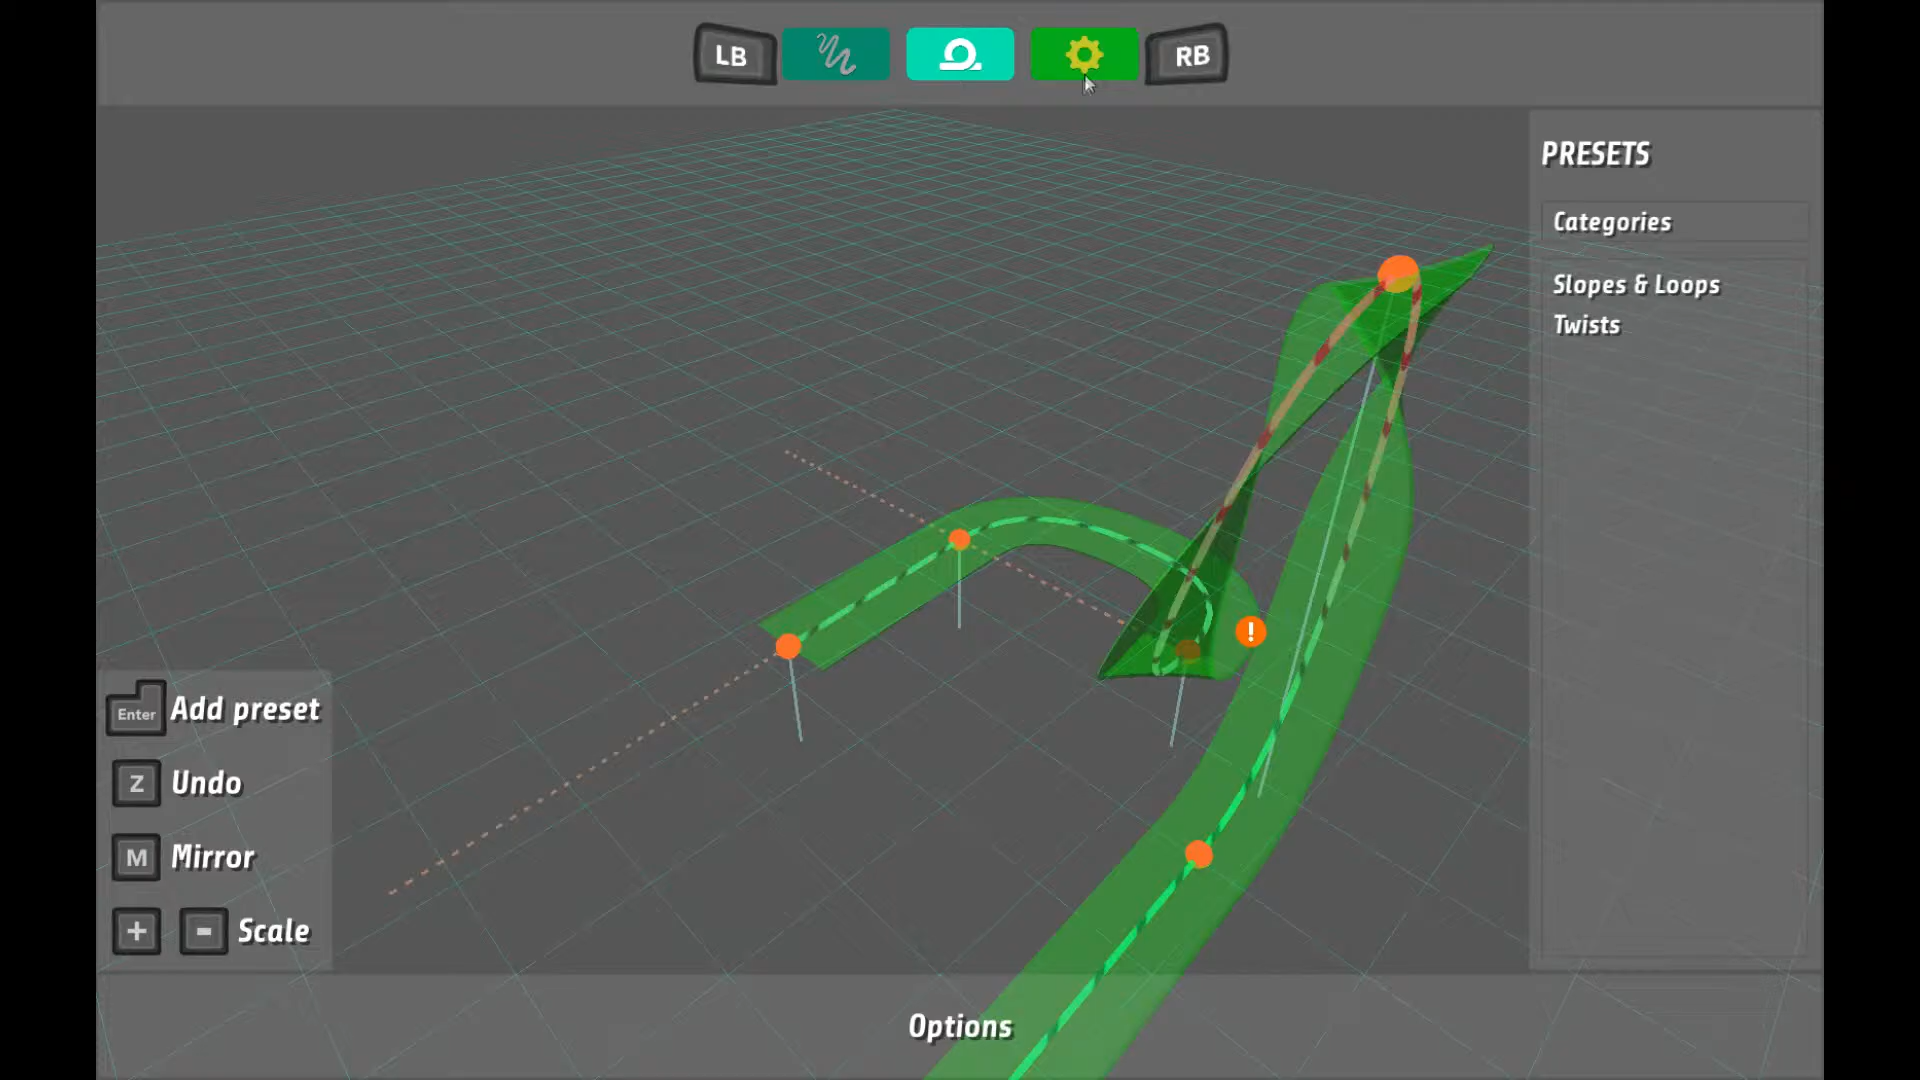 LB
RB
PRESETS
Categories
Slopes & Loops
Twists
!
Enter Add preset
Z Undo
M Mirror
+ - Scale
Options